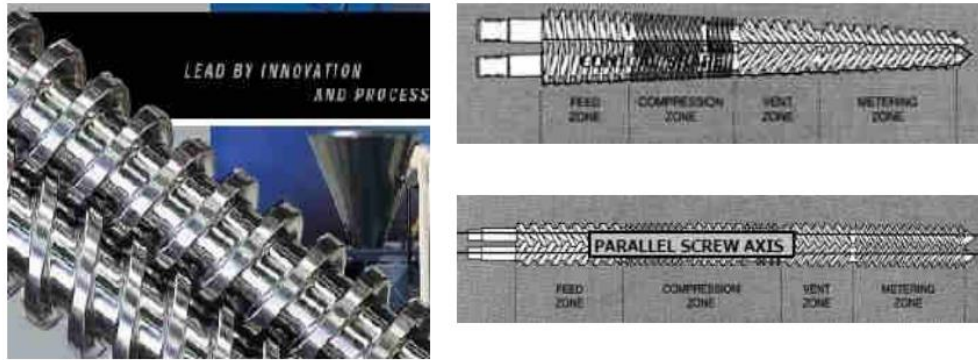 LEAD BY INNOVATION
AND PROCESS
FEED
ZONE
COMPRESSION
ZONE
VENT
ZONE
METERING
ZONE
PARALLEL SCREW AXIS
FEED
ZONE
COMPRESSION
ZONE
VENT
ZONE
METERING
ZONE